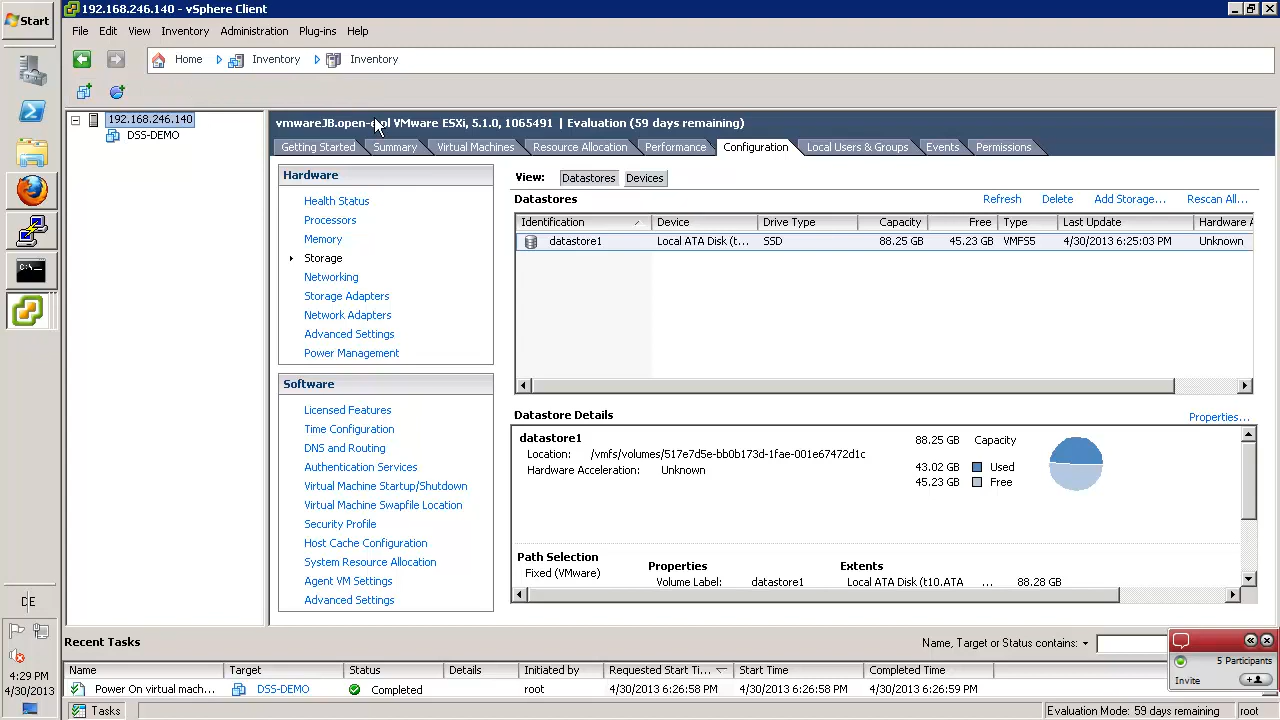 Start
192.168.246.140 - vSphere Client
File Edit View Inventory Administration Plug-ins Help
Home Inventory Inventory
192.168.246.140
DSS-DEMO
VMware ESXi, 5.1.0, 1065491 | Evaluation (59 days remaining)
Getting Started Summary Virtual Machines Resource Allocation Performance Configuration Local Users & Groups Events Permissions
Hardware
Health Status
Processors
Memory
Storage
Networking
Storage Adapters
Network Adapters
Advanced Settings
Power Management
Software
Licensed Features
Time Configuration
DNS and Routing
Authentication Services
Virtual Machine Startup/Shutdown
Virtual Machine Swapfile Location
Security Profile
Host Cache Configuration
System Resource Allocation
Agent VM Settings
Advanced Settings
View: Datastores Devices
Datastores Refresh Delete Add Storage... Rescan All...
Identification Device Drive Type Capacity Free Type Last Update Hardware A
datastore1 Local ATA Disk (t... SSD 88.25 GB 45.23 GB VMFS5 4/30/2013 6:25:03 PM Unknown
Datastore Details Properties...
datastore1 88.25 GB Capacity
Location: /vmfs/volumes/517e7d5e-bb0b173d-1fae-001e67472d1c
Hardware Acceleration: Unknown
43.02 GB Used
45.23 GB Free
Path Selection Properties Extents
Fixed (VMware) Volume Label: datastore1 Local ATA Disk (t10.ATA ... 88.28 GB
Recent Tasks Name, Target or Status contains:
Name Target Status Details Initiated by Requested Start Ti... Start Time Completed Time
Power On virtual mach... DSS-DEMO Completed root 4/30/2013 6:26:58 PM 4/30/2013 6:26:58 PM 4/30/2013 6:26:59 PM
5 Participants
Invite
Tasks Evaluation Mode: 59 days remaining root
DE
4:29 PM
4/30/2013
C:\.